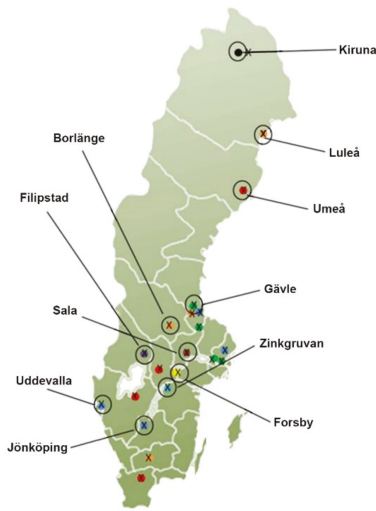 Kiruna
Luleå
Borlänge
Filipstad
Umeå
Gävle
Sala
Zinkgruvan
Uddevalla
Forsby
Jönköping